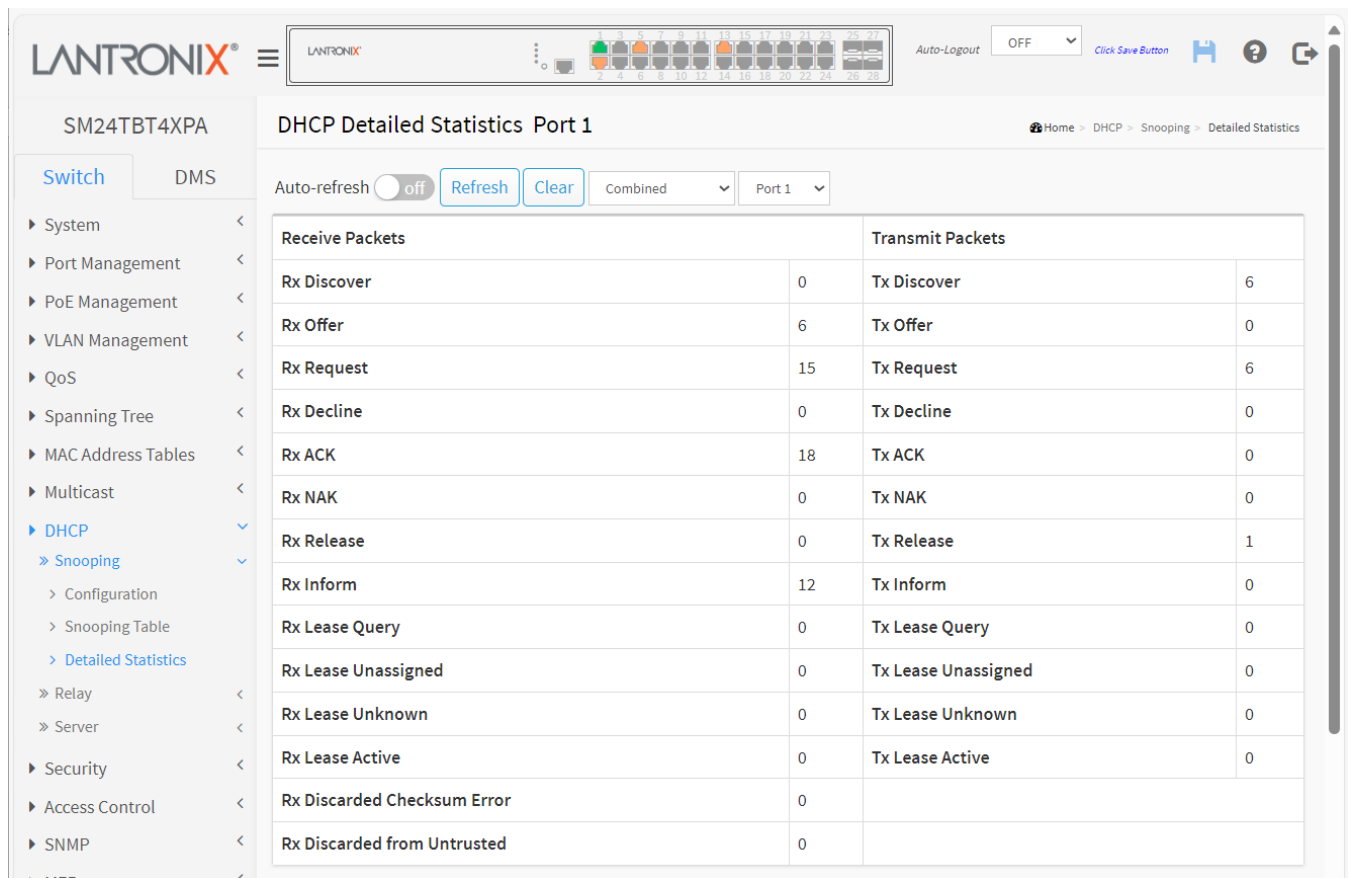 LANTRONIX®
LANTRONIX
1 3 5 7 9 11 13 15 17 19 21 23 25 27
2 4 6 8 10 12 14 16 18 20 22 24 26 28
Auto-Logout OFF Click Save Button
SM24TBT4XPA
DHCP Detailed Statistics Port 1
Home > DHCP > Snooping > Detailed Statistics
Switch DMS
Auto-refresh off Refresh Clear Combined Port 1
System
Port Management
PoE Management
VLAN Management
QoS
Spanning Tree
MAC Address Tables
Multicast
DHCP
» Snooping
> Configuration
> Snooping Table
> Detailed Statistics
» Relay
» Server
Security
Access Control
SNMP
Receive Packets Transmit Packets
Rx Discover 0 Tx Discover 6
Rx Offer 6 Tx Offer 0
Rx Request 15 Tx Request 6
Rx Decline 0 Tx Decline 0
Rx ACK 18 Tx ACK 0
Rx NAK 0 Tx NAK 0
Rx Release 0 Tx Release 1
Rx Inform 12 Tx Inform 0
Rx Lease Query 0 Tx Lease Query 0
Rx Lease Unassigned 0 Tx Lease Unassigned 0
Rx Lease Unknown 0 Tx Lease Unknown 0
Rx Lease Active 0 Tx Lease Active 0
Rx Discarded Checksum Error 0
Rx Discarded from Untrusted 0